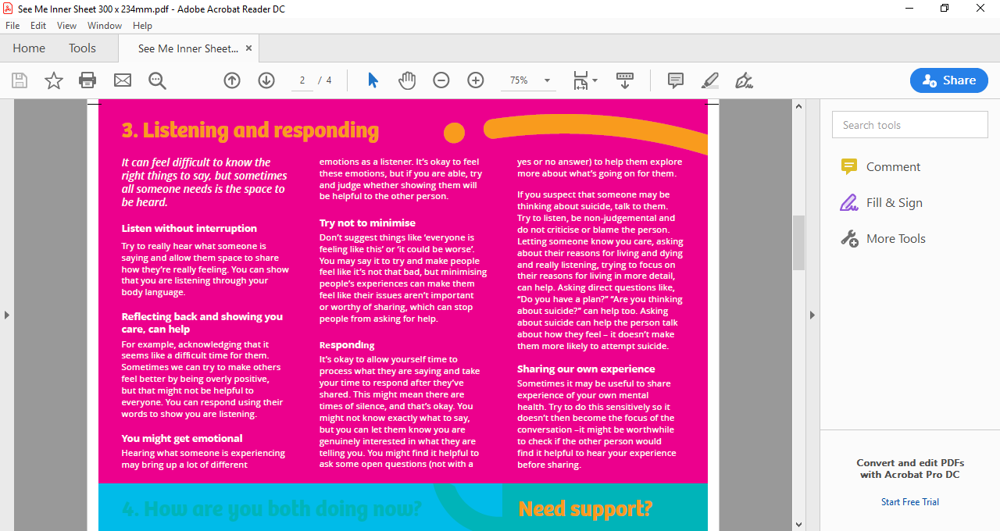 See Me Inner Sheet 300 x 234mm.pdf - Adobe Acrobat Reader DC
File Edit View Window Help
Home Tools See Me Inner Sheet... ×
2 / 4 75% Share
3. Listening and responding
It can feel difficult to know the
right things to say, but sometimes
all someone needs is the space to
be heard.
Listen without interruption
Try to really hear what someone is
saying and allow them space to share
how they're really feeling. You can show
that you are listening through your
body language.
Reflecting back and showing you
care, can help
For example, acknowledging that it
seems like a difficult time for them.
Sometimes we can try to make others
feel better by being overly positive,
but that might not be helpful to
everyone. You can respond using their
words to show you are listening.
You might get emotional
Hearing what someone is experiencing
may bring up a lot of different
emotions as a listener. It's okay to feel
these emotions, but if you are able, try
and judge whether showing them will
be helpful to the other person.
Try not to minimise
Don't suggest things like 'everyone is
feeling like this' or 'it could be worse'.
You may say it to try and make people
feel like it's not that bad, but minimising
people's experiences can make them
feel like their issues aren't important
or worthy of sharing, which can stop
people from asking for help.
Responding
It's okay to allow yourself time to
process what they are saying and take
your time to respond after they've
shared. This might mean there are
times of silence, and that's okay. You
might not know exactly what to say,
but you can let them know you are
genuinely interested in what they are
telling you. You might find it helpful to
ask some open questions (not with a
yes or no answer) to help them explore
more about what's going on for them.
If you suspect that someone may be
thinking about suicide, talk to them.
Try to listen, be non-judgemental and
do not criticise or blame the person.
Letting someone know you care, asking
about their reasons for living and dying
and really listening, trying to focus on
their reasons for living in more detail,
can help. Asking direct questions like,
"Do you have a plan?" "Are you thinking
about suicide?" can help too. Asking
about suicide can help the person talk
about how they feel – it doesn't make
them more likely to attempt suicide.
Sharing our own experience
Sometimes it may be useful to share
experience of your own mental
health. Try to do this sensitively so it
doesn't then become the focus of the
conversation –it might be worthwhile
to check if the other person would
find it helpful to hear your experience
before sharing.
4. How are you both doing now?
Need support?
Search tools
Comment
Fill & Sign
More Tools
Convert and edit PDFs
with Acrobat Pro DC
Start Free Trial